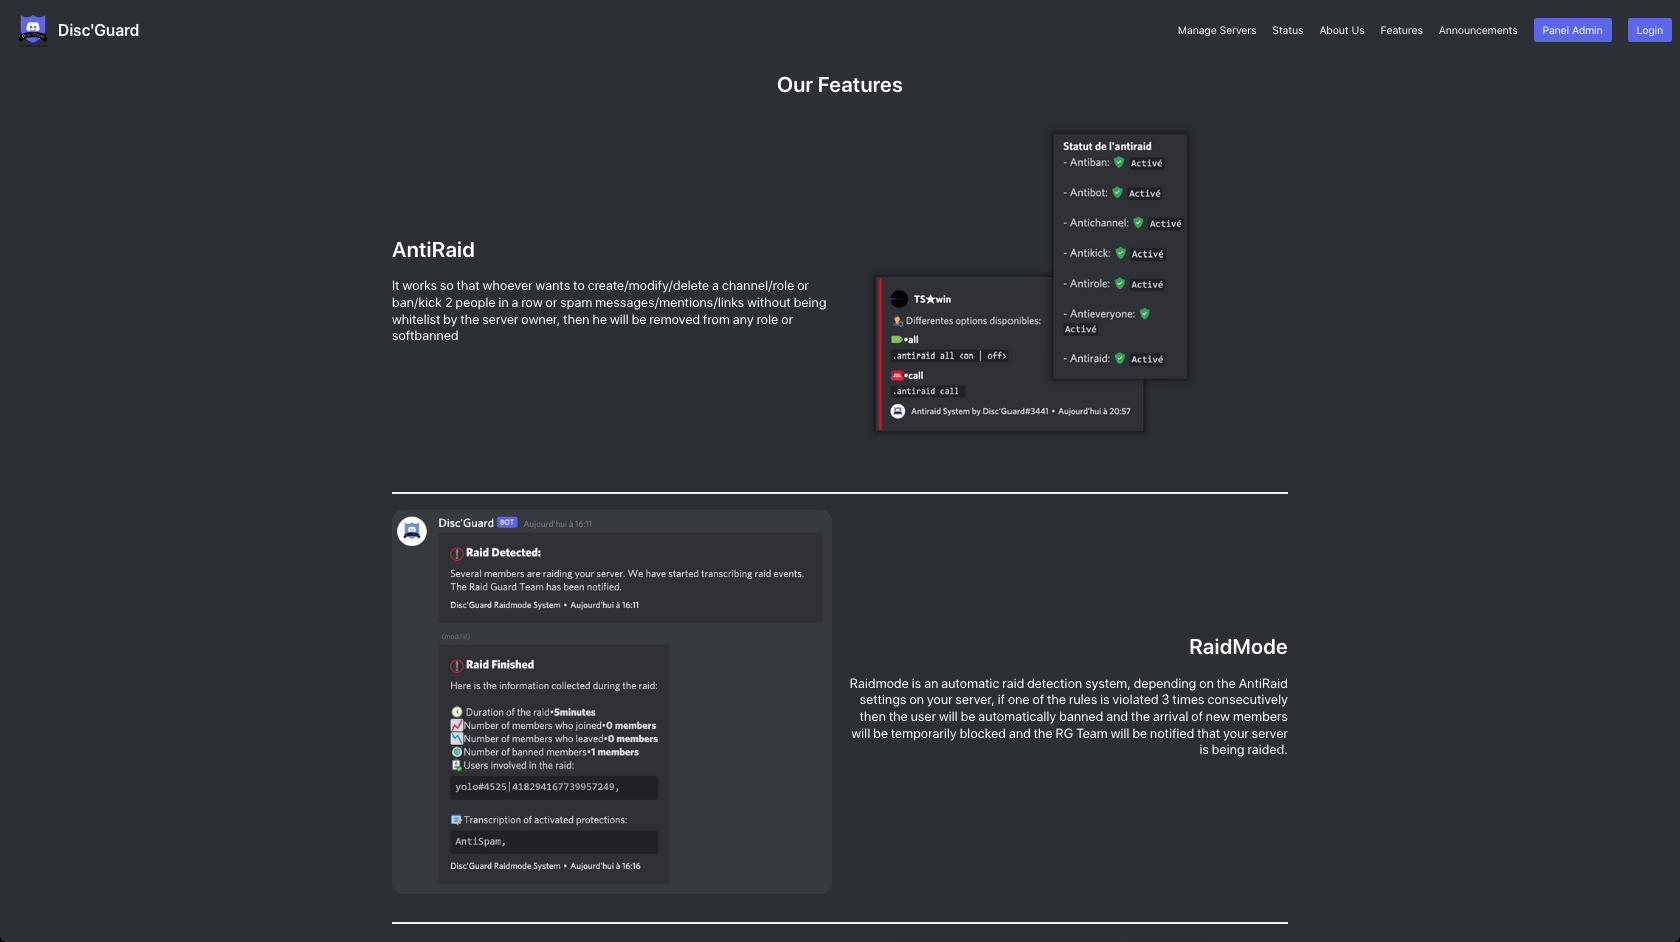 Disc'Guard
Manage Servers Status About Us Features Announcements Panel Admin Login
Our Features
AntiRaid
It works so that whoever wants to create/modify/delete a channel/role or
ban/kick 2 people in a row or spam messages/mentions/links without being
whitelist by the server owner, then he will be removed from any role or
softbanned
Statut de l'antiraid
- Antiban: Activé
- Antibot: Activé
- Antichannel: Activé
- Antikick: Activé
- Antirole: Activé
- Antieveryone:
Activé
- Antiraid: Activé
TS★win
Differentes options disponibles:
•all
.antiraid all <on | off>
•call
.antiraid call
Antiraid System by Disc'Guard#3441 • Aujourd'hui à 20:57
Disc'Guard BOT Aujourd'hui à 16:11
Raid Detected:
Several members are raiding your server. We have started transcribing raid events.
The Raid Guard Team has been notified.
Disc'Guard Raidmode System • Aujourd'hui à 16:11
(modifié)
Raid Finished
Here is the information collected during the raid:
Duration of the raid•5minutes
Number of members who joined•0 members
Number of members who leaved•0 members
Number of banned members•1 members
Users involved in the raid:
yolo#4525|418294167739957249,
Transcription of activated protections:
AntiSpam,
Disc'Guard Raidmode System • Aujourd'hui à 16:16
RaidMode
Raidmode is an automatic raid detection system, depending on the AntiRaid
settings on your server, if one of the rules is violated 3 times consecutively
then the user will be automatically banned and the arrival of new members
will be temporarily blocked and the RG Team will be notified that your server
is being raided.